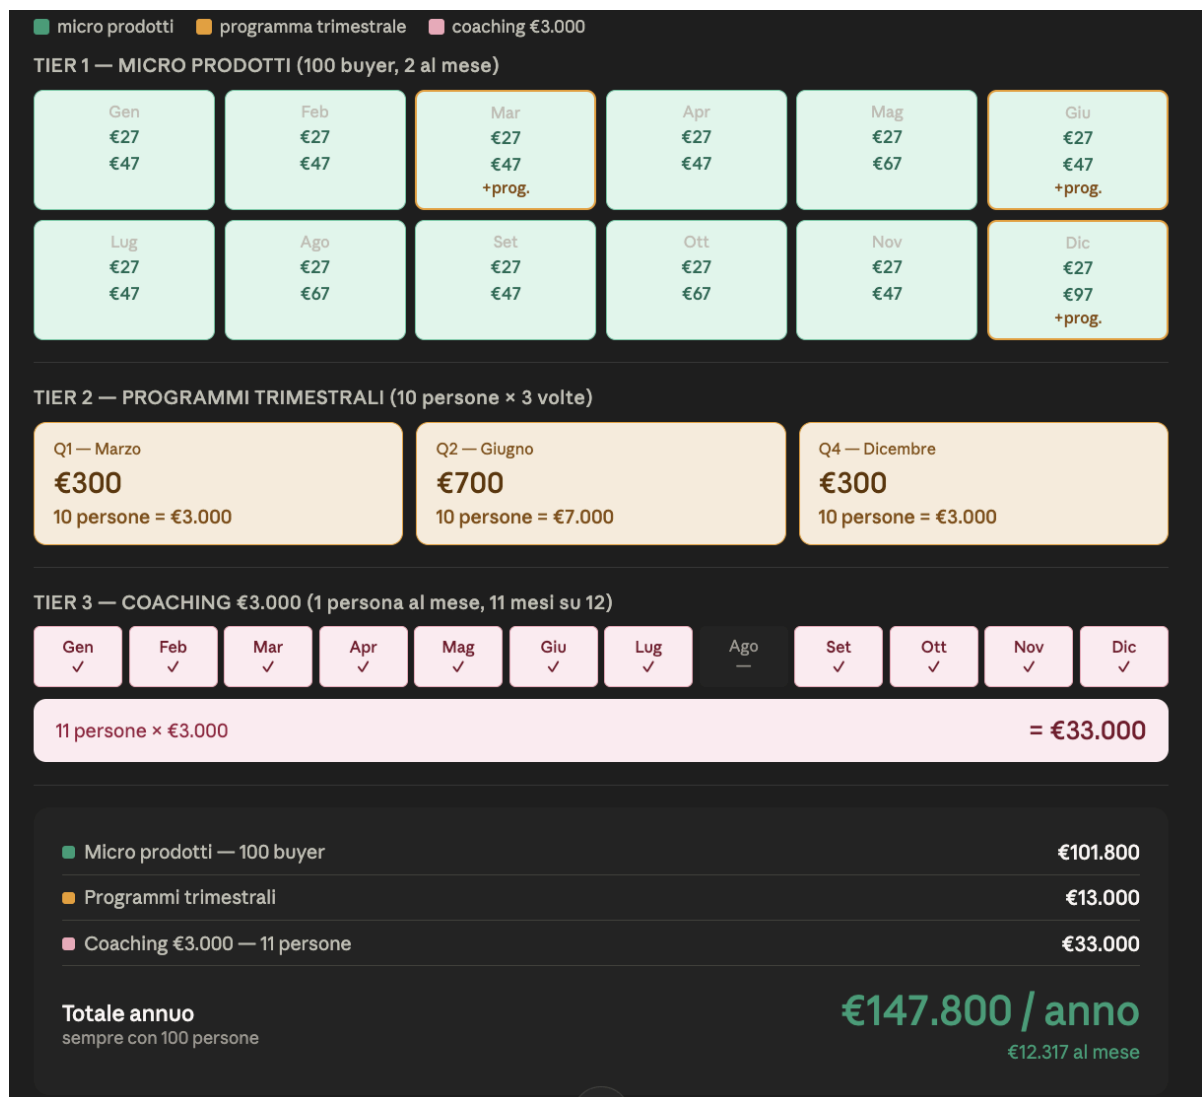 micro prodotti programma trimestrale coaching €3.000
TIER 1 — MICRO PRODOTTI (100 buyer, 2 al mese)
Gen
€27
€47
Feb
€27
€47
Mar
€27
€47
+prog.
Apr
€27
€47
Mag
€27
€67
Giu
€27
€47
+prog.
Lug
€27
€47
Ago
€27
€67
Set
€27
€47
Ott
€27
€67
Nov
€27
€47
Dic
€27
€97
+prog.
TIER 2 — PROGRAMMI TRIMESTRALI (10 persone × 3 volte)
Q1 — Marzo
€300
10 persone = €3.000
Q2 — Giugno
€700
10 persone = €7.000
Q4 — Dicembre
€300
10 persone = €3.000
TIER 3 — COACHING €3.000 (1 persona al mese, 11 mesi su 12)
Gen
✓
Feb
✓
Mar
✓
Apr
✓
Mag
✓
Giu
✓
Lug
✓
Ago
—
Set
✓
Ott
✓
Nov
✓
Dic
✓
11 persone × €3.000 = €33.000
Micro prodotti — 100 buyer €101.800
Programmi trimestrali €13.000
Coaching €3.000 — 11 persone €33.000
Totale annuo €147.800 / anno
sempre con 100 persone €12.317 al mese